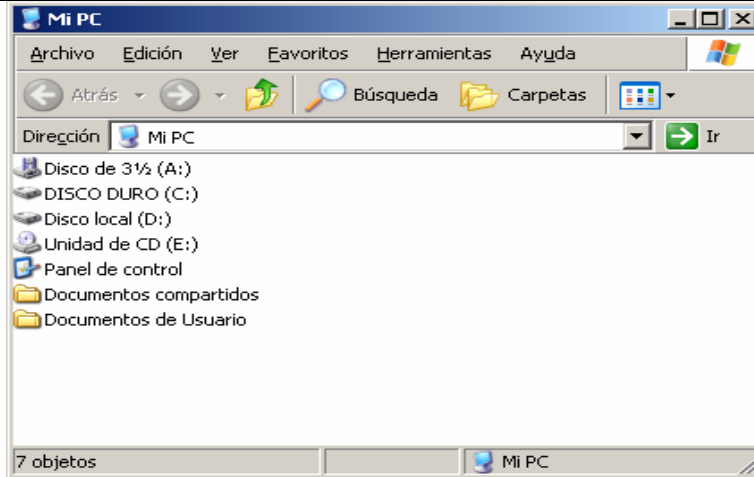 Mi PC
Archivo Edición Ver Favoritos Herramientas Ayuda
Atrás Búsqueda Carpetas
Dirección Mi PC Ir
Disco de 3½ (A:)
DISCO DURO (C:)
Disco local (D:)
Unidad de CD (E:)
Panel de control
Documentos compartidos
Documentos de Usuario
7 objetos Mi PC